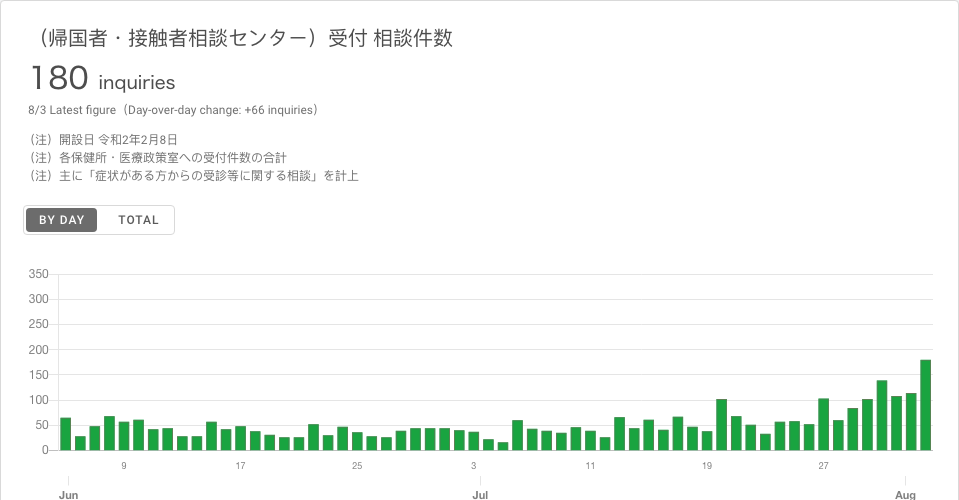 （帰国者・接触者相談センター）受付 相談件数
180 inquiries
8/3 Latest figure（Day-over-day change: +66 inquiries）
（注）開設日 令和2年2月8日
（注）各保健所・医療政策室への受付件数の合計
（注）主に「症状がある方からの受診等に関する相談」を計上
BY DAY TOTAL
350
300
250
200
150
100
50
0
9 17 25 3 11 19 27
Jun Jul Aug